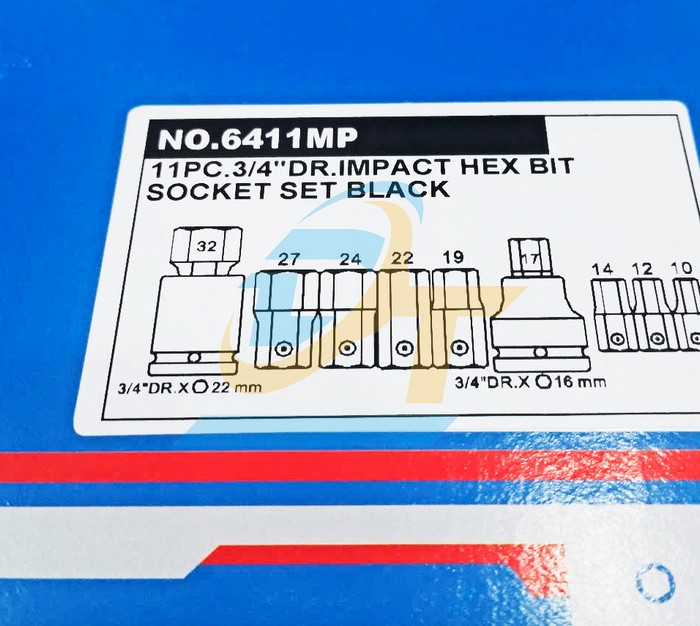 NO.6411MP
11PC.3/4"DR.IMPACT HEX BIT
SOCKET SET BLACK
32 27 24 22 19 17 14 12 10
3/4"DR.X 22 mm 3/4"DR.X 16 mm